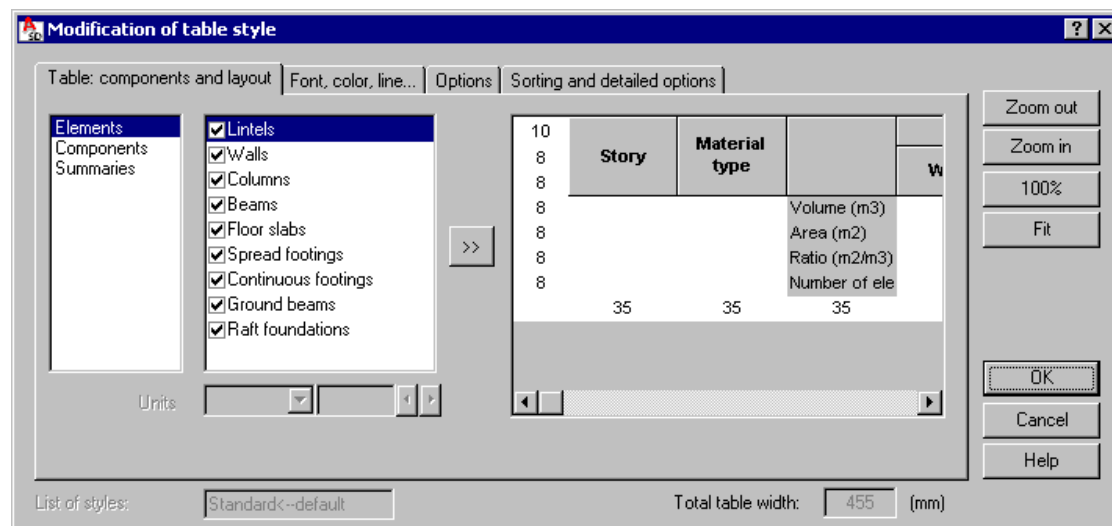 Modification of table style
Table: components and layout
Font, color, line...
Options
Sorting and detailed options
Elements
Components
Summaries
Lintels
Walls
Columns
Beams
Floor slabs
Spread footings
Continuous footings
Ground beams
Raft foundations
>>
10
8
8
8
8
8
8
Story
Material
type
W
Volume (m3)
Area (m2)
Ratio (m2/m3)
Number of ele
35 35 35
Units
Zoom out
Zoom in
100%
Fit
OK
Cancel
Help
List of styles:
Standard<--default
Total table width: 455 (mm)